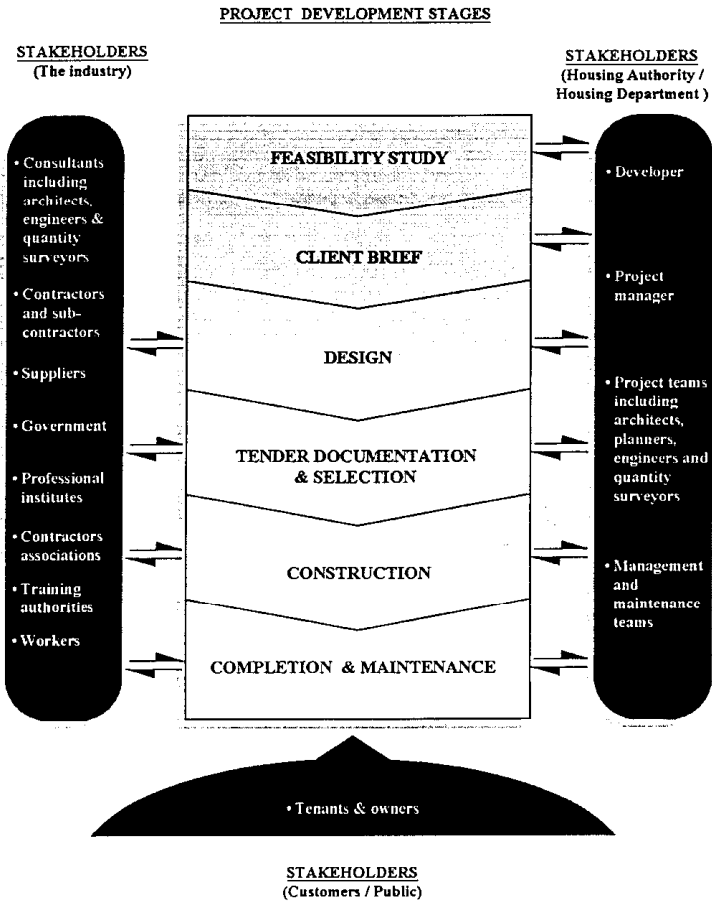 PROJECT DEVELOPMENT STAGES
STAKEHOLDERS
(The industry)
• Consultants
including
architects,
engineers &
quantity
surveyors
• Contractors
and sub-
contractors
• Suppliers
• Government
• Professional
institutes
• Contractors
associations
• Training
authorities
• Workers
FEASIBILITY STUDY
CLIENT BRIEF
DESIGN
TENDER DOCUMENTATION
& SELECTION
CONSTRUCTION
COMPLETION & MAINTENANCE
STAKEHOLDERS
(Housing Authority /
Housing Department )
• Developer
• Project
manager
• Project teams
including
architects,
planners,
engineers and
quantity
surveyors
• Management
and
maintenance
teams
• Tenants & owners
STAKEHOLDERS
(Customers / Public)